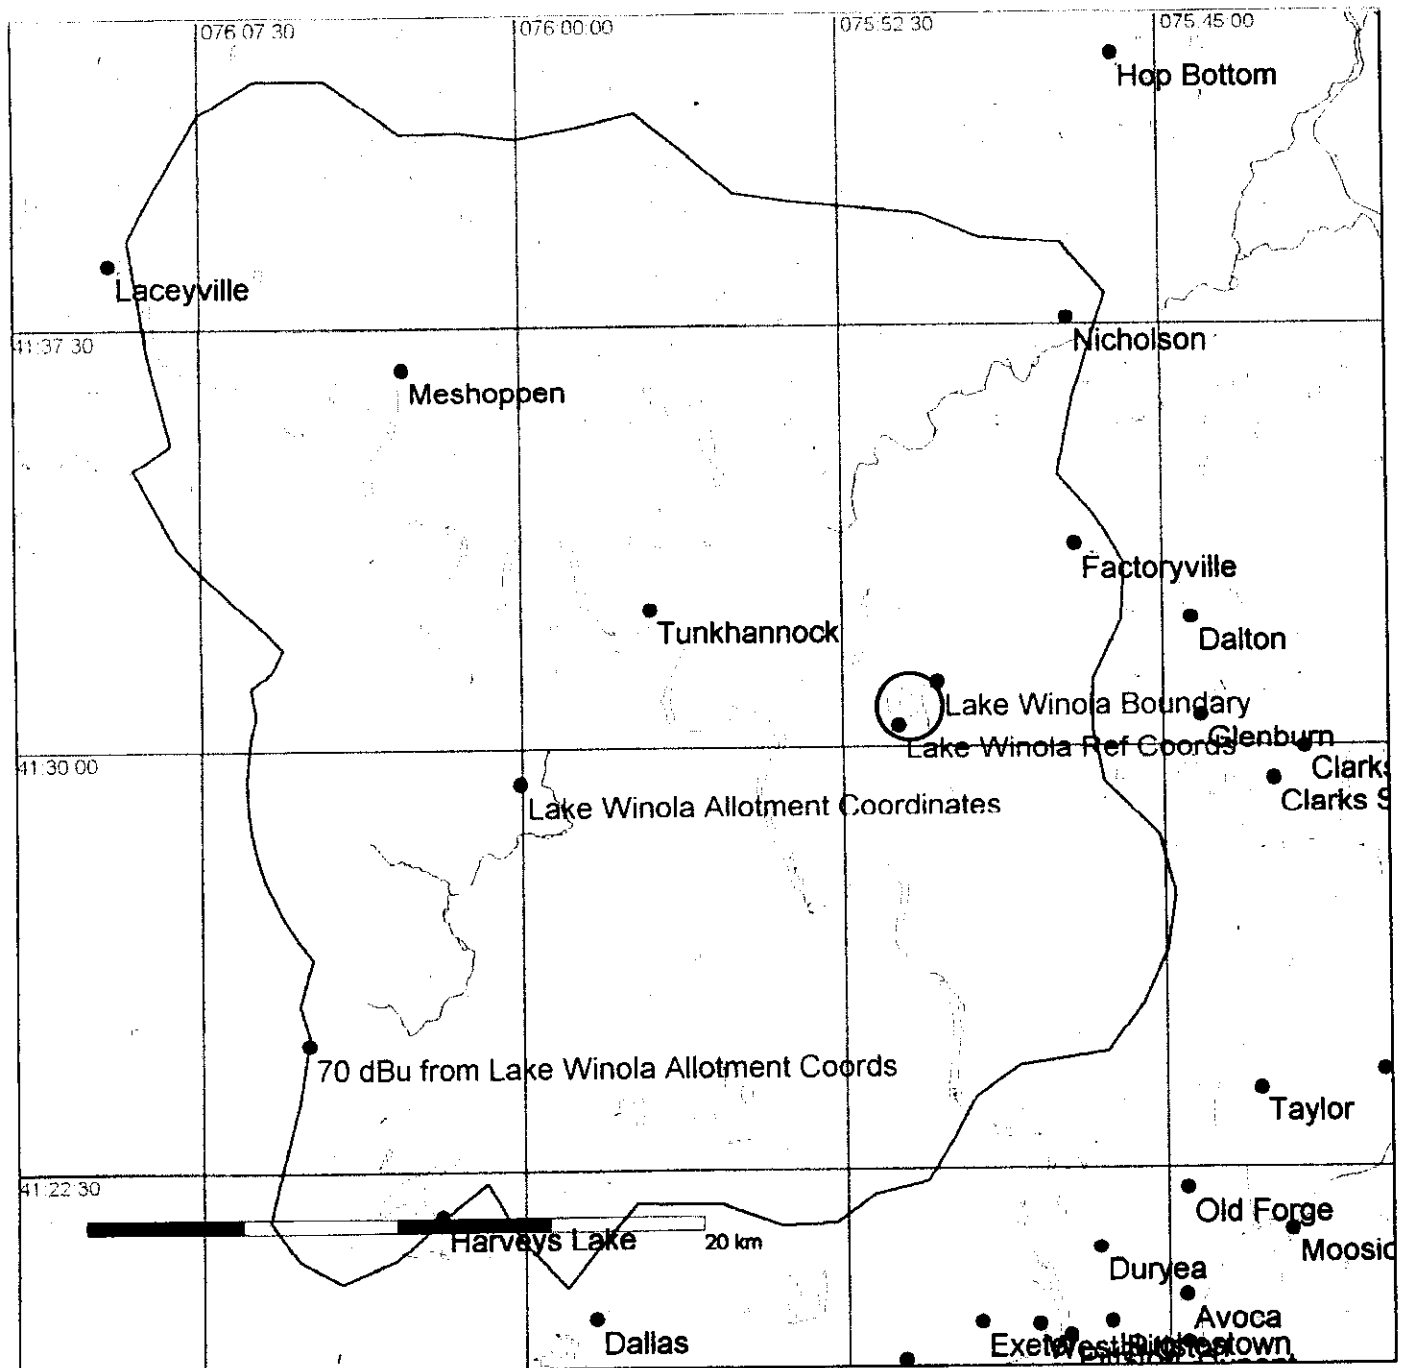 076 07 30
076 00 00
075 52 30
075 45 00
Hop Bottom
Laceyville
41:37 30
Nicholson
Meshoppen
Factoryville
Tunkhannock
Dalton
Lake Winola Boundary
Glenburn
Lake Winola Ref Coords
41:30 00
Clarks
Clarks S
Lake Winola Allotment Coordinates
70 dBu from Lake Winola Allotment Coords
Taylor
41:22 30
Old Forge
Harveys Lake
20 km
Moosic
Duryea
Avoca
Dallas
Exeter
West